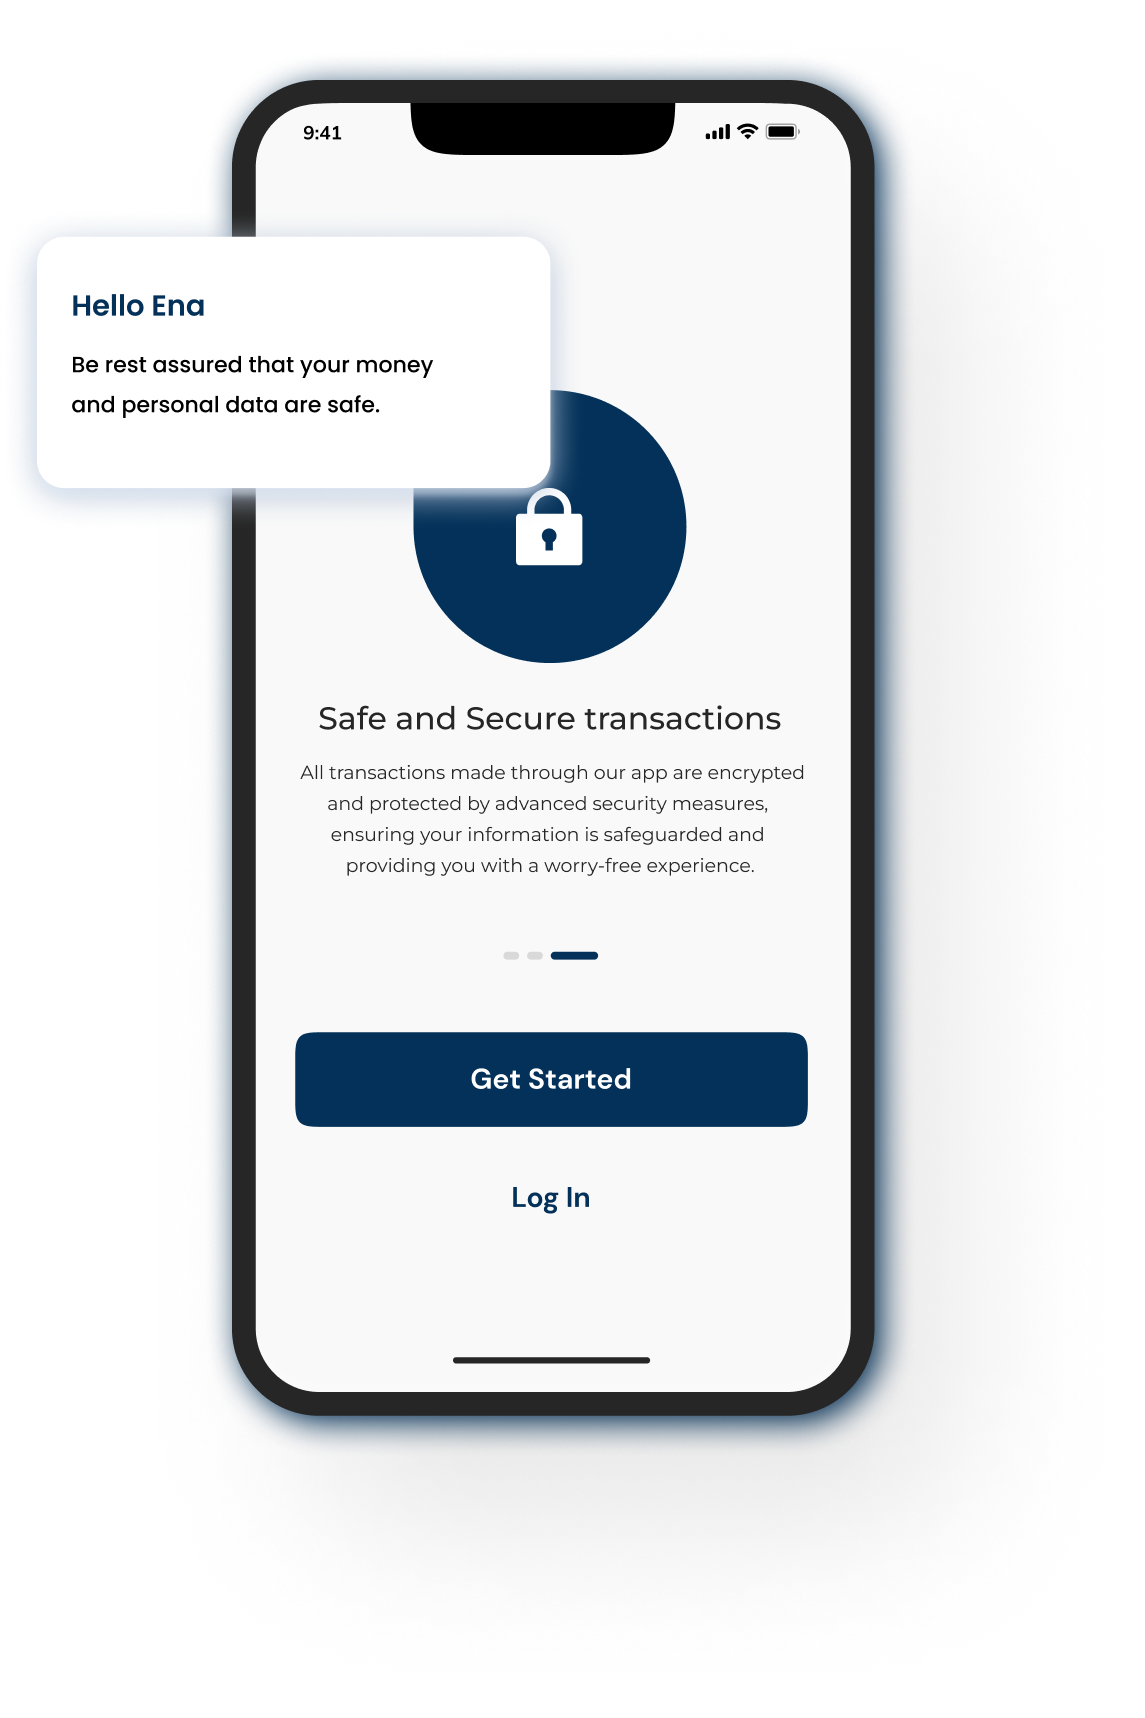 9:41
Hello Ena
Be rest assured that your money
and personal data are safe.
Safe and Secure transactions
All transactions made through our app are encrypted
and protected by advanced security measures,
ensuring your information is safeguarded and
providing you with a worry-free experience.
Get Started
Log In